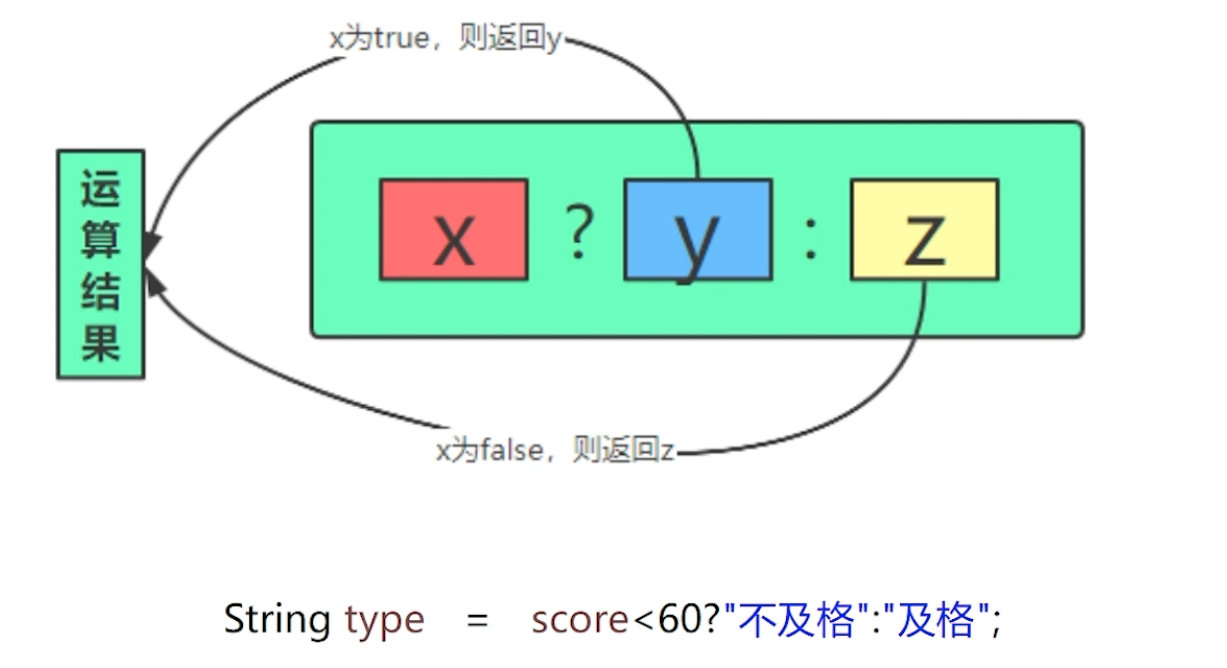 x为true，则返回y
运算结果
x ? y : z
x为false，则返回z
String type = score<60?"不及格":"及格";